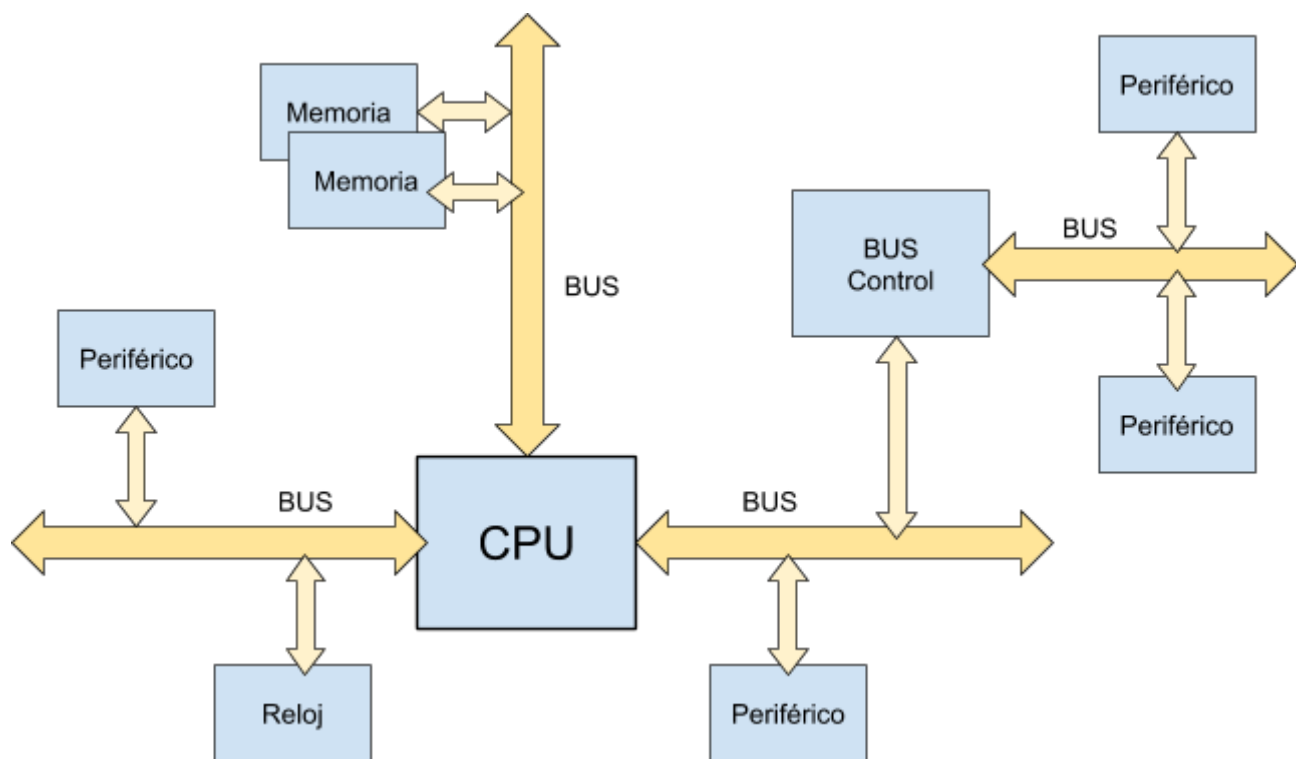 Memoria
Memoria
Periférico
BUS
Control
BUS
BUS
Periférico
Periférico
BUS
CPU
BUS
Reloj
Periférico